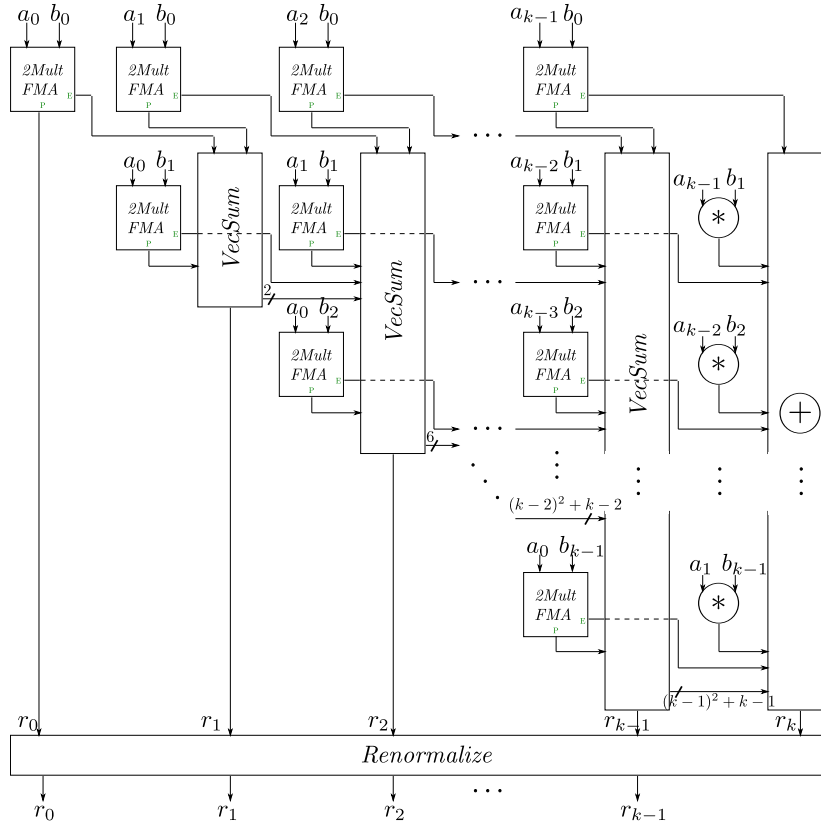 a₀ b₀ a₁ b₀ a₂ b₀ aₖ₋₁ b₀
2Mult FMA P E
2Mult FMA P E
2Mult FMA P E
2Mult FMA P E
· · ·
a₀ b₁ a₁ b₁ aₖ₋₂ b₁ aₖ₋₁ b₁
2Mult FMA P E
VecSum
2Mult FMA P E
VecSum
2Mult FMA P E
VecSum
*
· · ·
2
a₀ b₂ aₖ₋₃ b₂ aₖ₋₂ b₂
2Mult FMA P E
2Mult FMA P E
*
+
· · ·
6
(k − 2)² + k − 2
a₀ bₖ₋₁ a₁ bₖ₋₁
2Mult FMA P E
*
(k − 1)² + k − 1
r₀ r₁ r₂ rₖ₋₁ rₖ
Renormalize
r₀ r₁ r₂ · · · rₖ₋₁